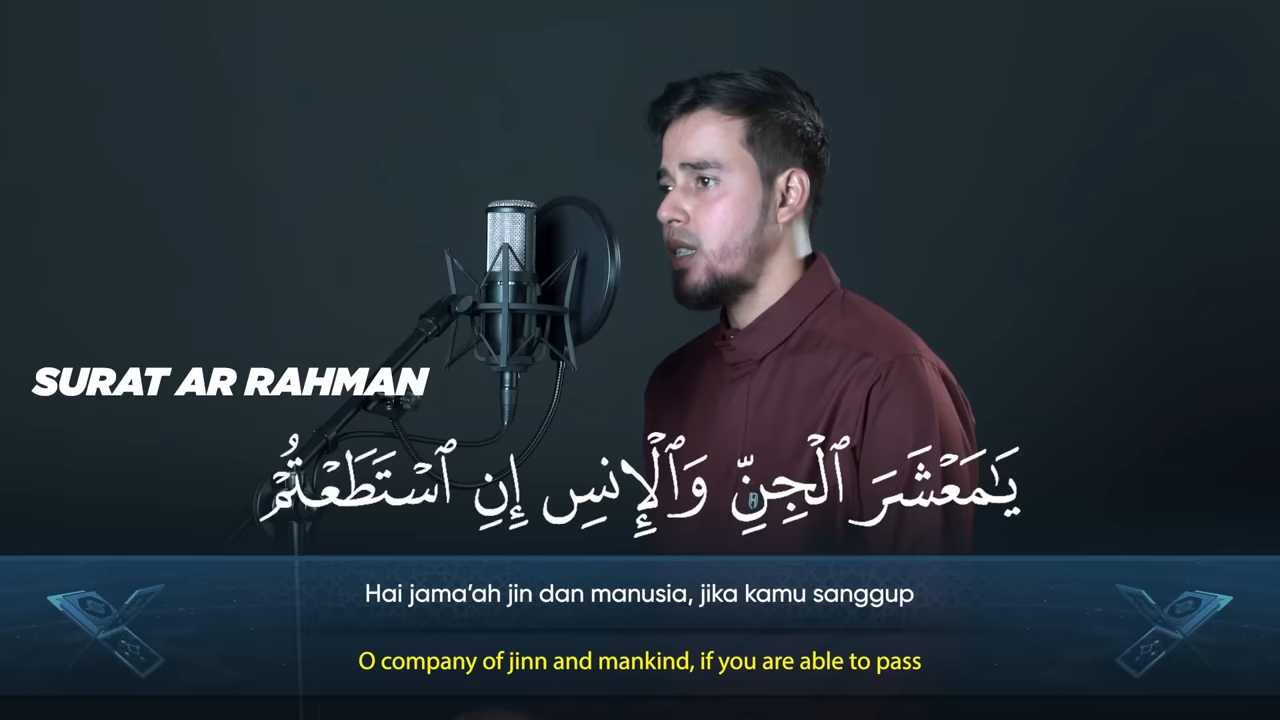 SURAT AR RAHMAN
يَـٰمَعْشَرَ ٱلْجِنِّ وَٱلْإِنسِ إِنِ ٱسْتَطَعْتُمْ
Hai jama’ah jin dan manusia, jika kamu sanggup
O company of jinn and mankind, if you are able to pass